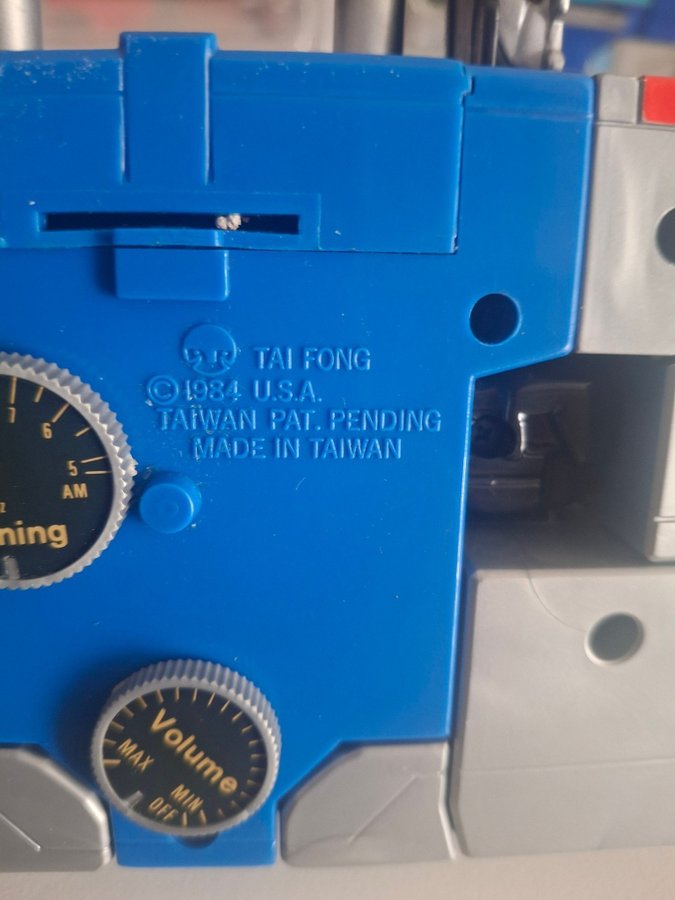 TAI FONG
© 1984 U.S.A.
TAIWAN PAT. PENDING
MADE IN TAIWAN
7
6
5
AM
ning
Volume
MAX
MIN
OFF